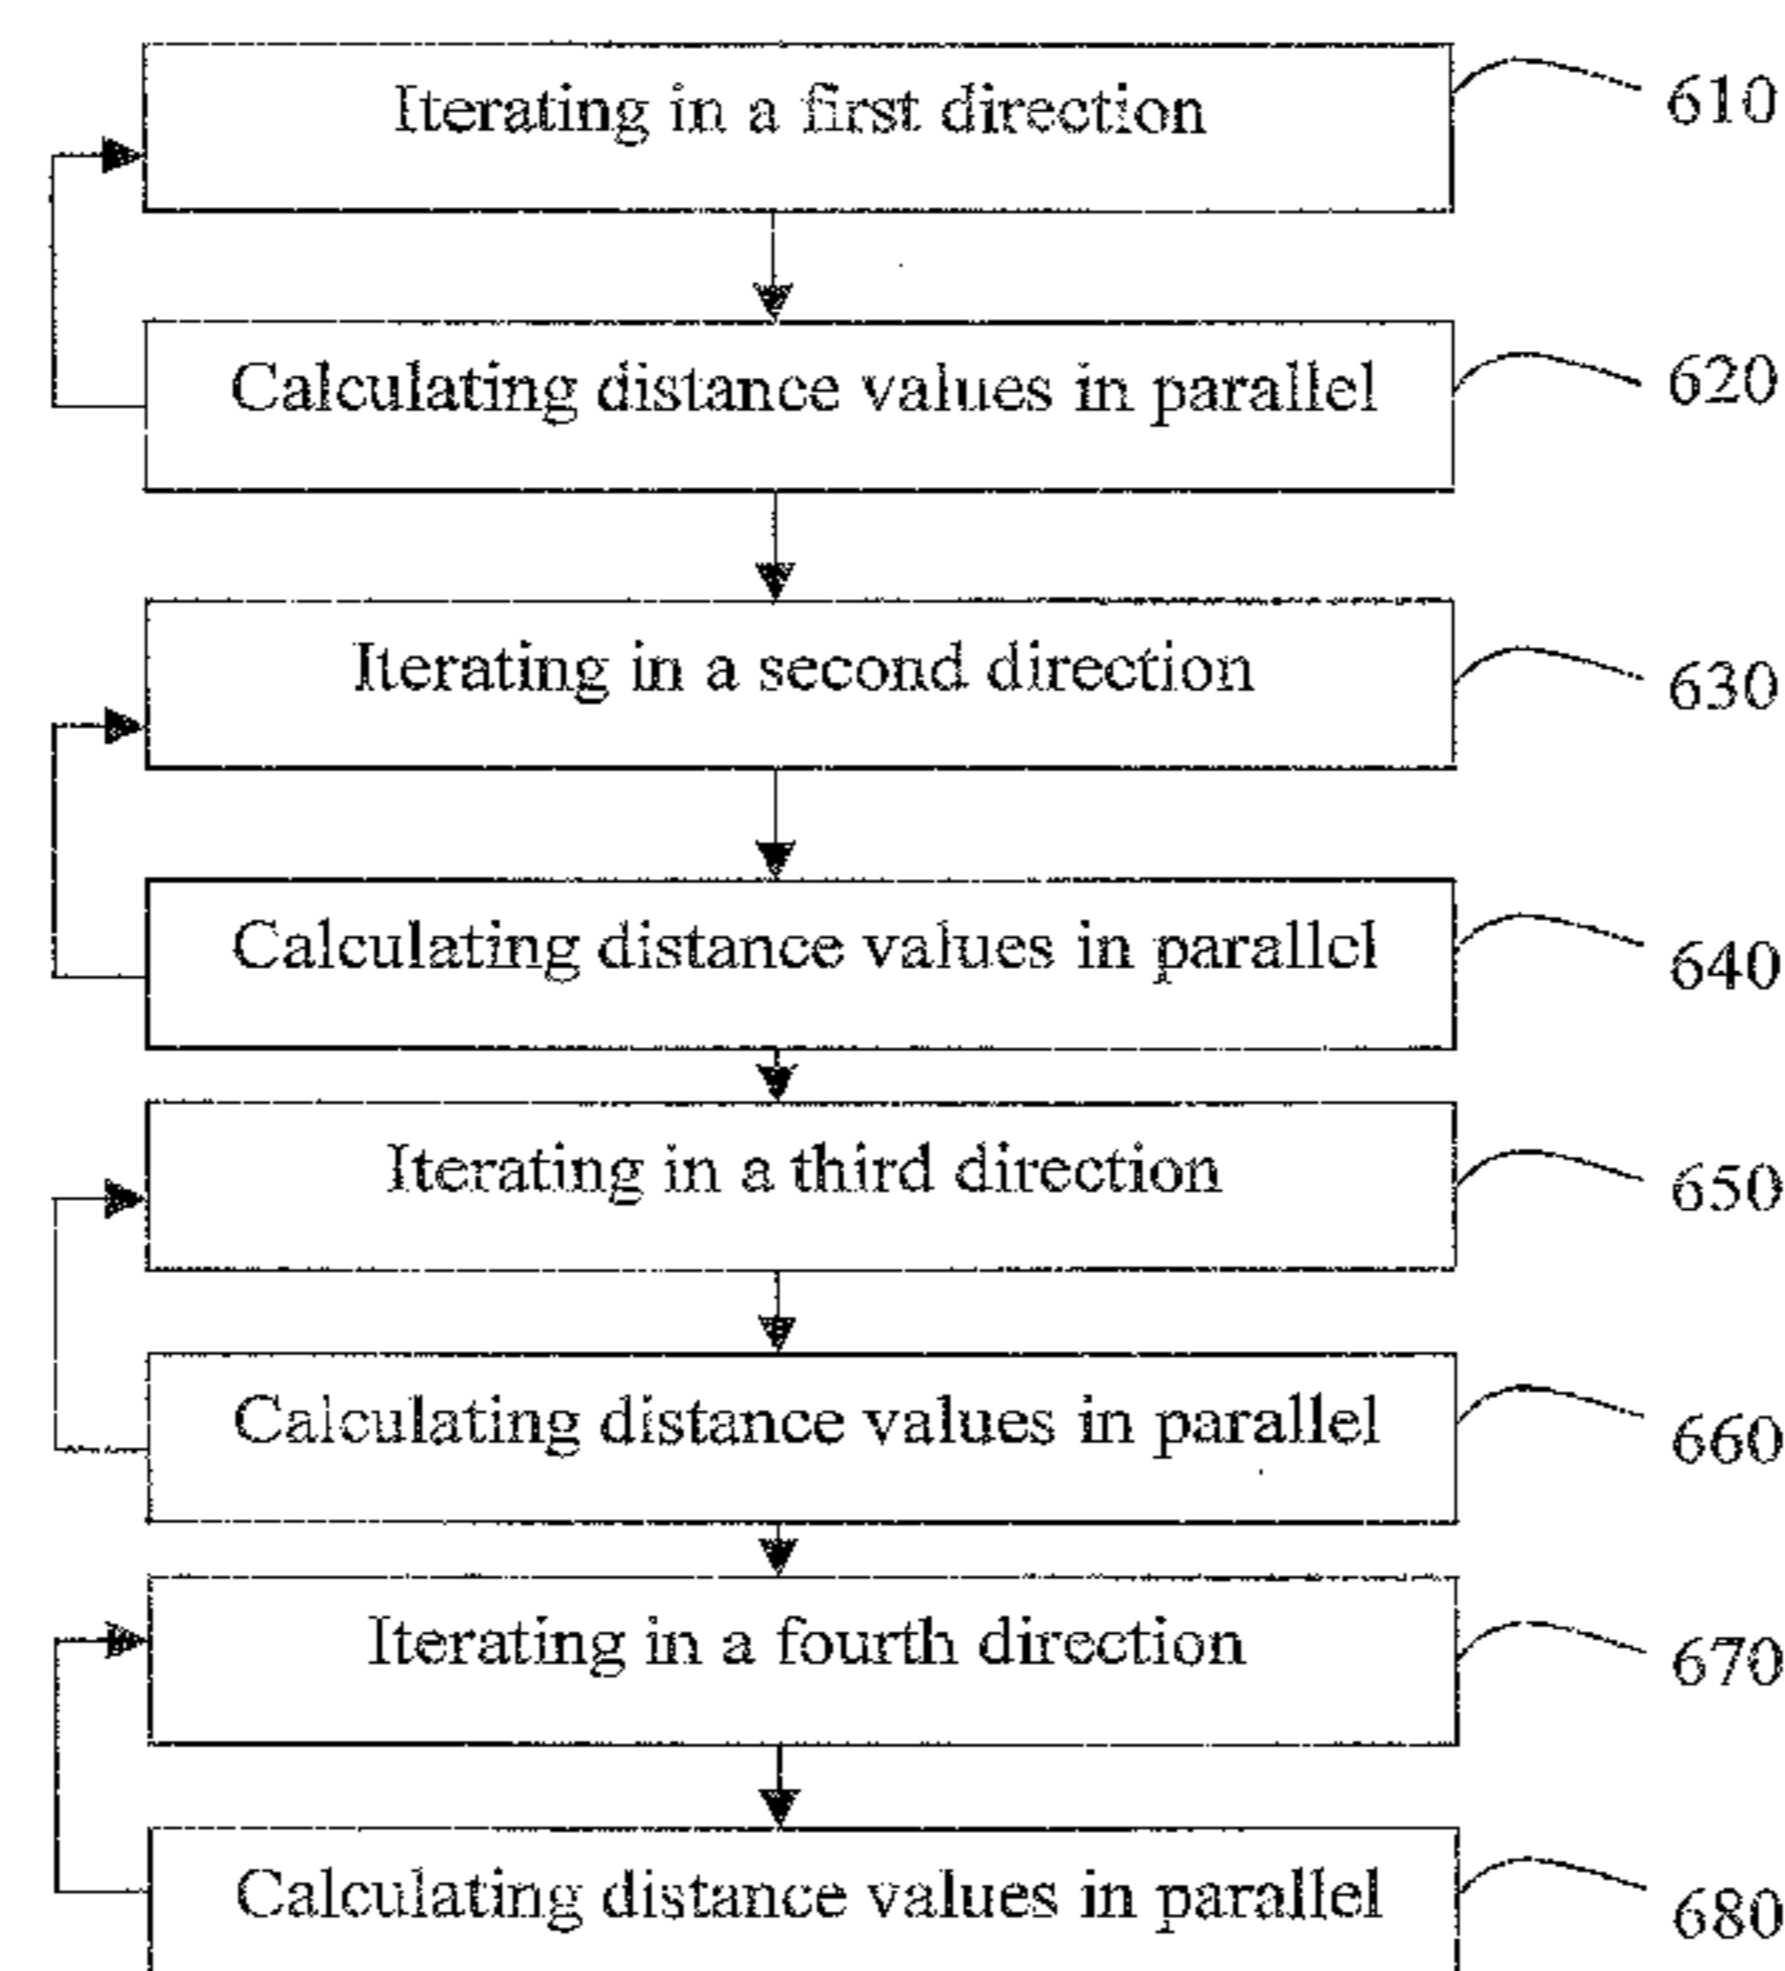 Iterating in a first direction 610
Calculating distance values in parallel 620
Iterating in a second direction 630
Calculating distance values in parallel 640
Iterating in a third direction 650
Calculating distance values in parallel 660
Iterating in a fourth direction 670
Calculating distance values in parallel 680